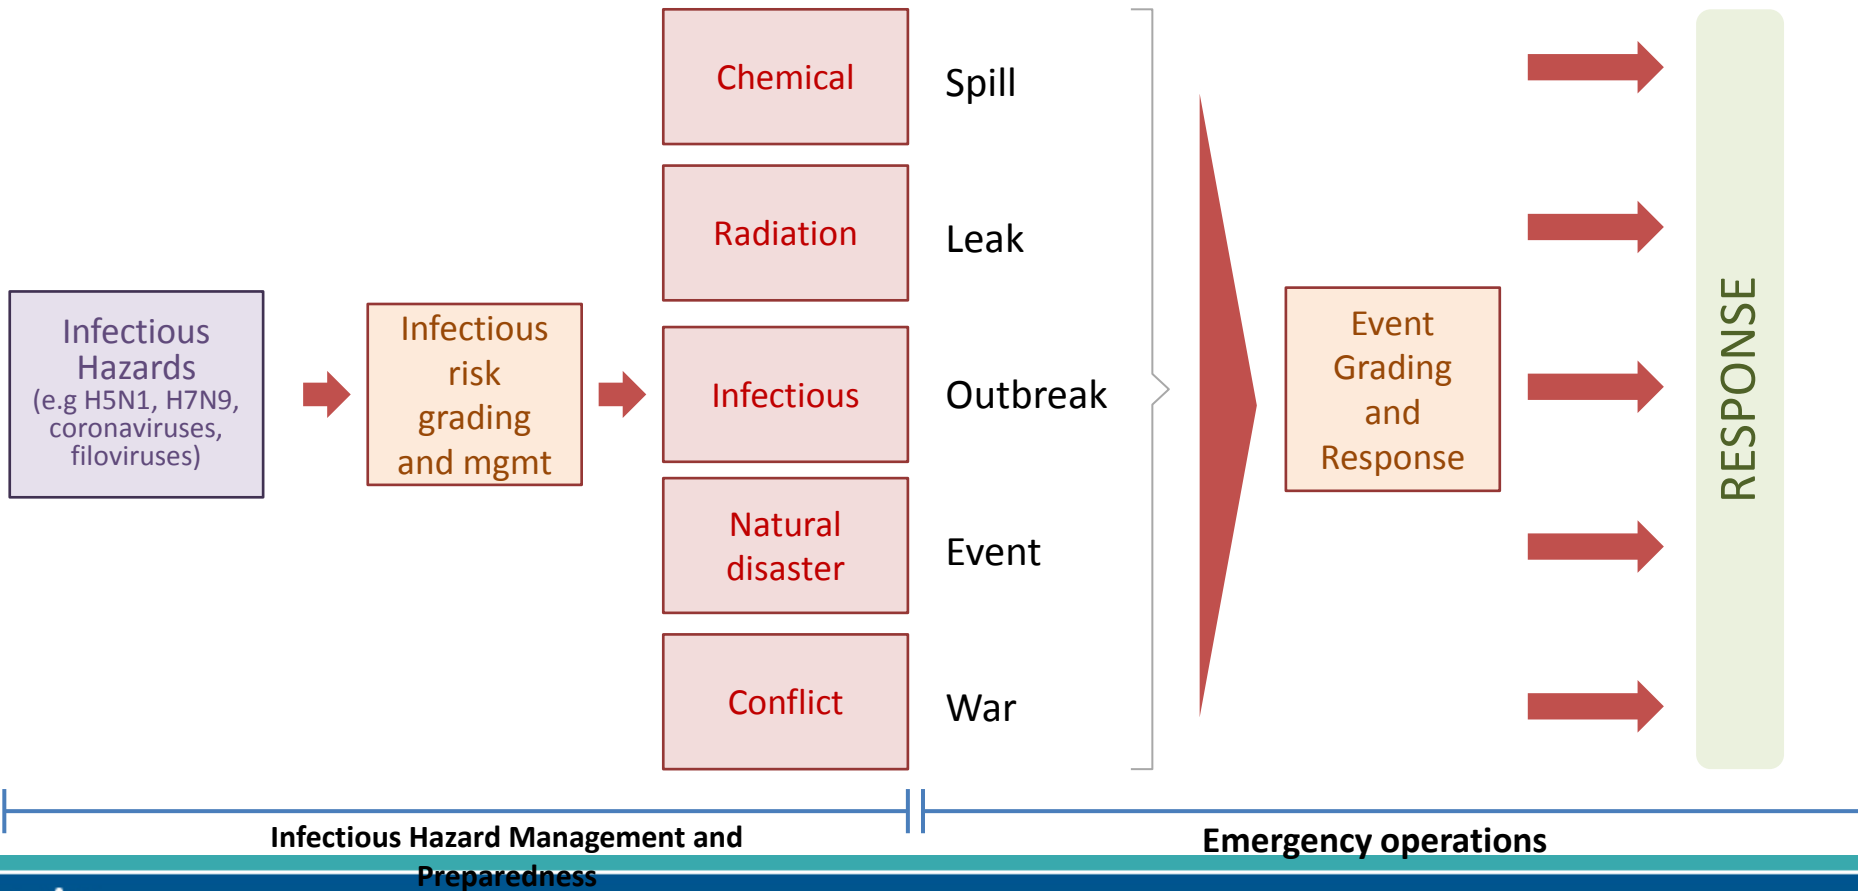 Infectious
Hazards
(e.g H5N1, H7N9,
coronaviruses,
filoviruses)
Infectious
risk
grading
and mgmt
Chemical
Spill
Radiation
Leak
Infectious
Outbreak
Natural
disaster
Event
Conflict
War
Event
Grading
and
Response
RESPONSE
Infectious Hazard Management and
Preparedness
Emergency operations